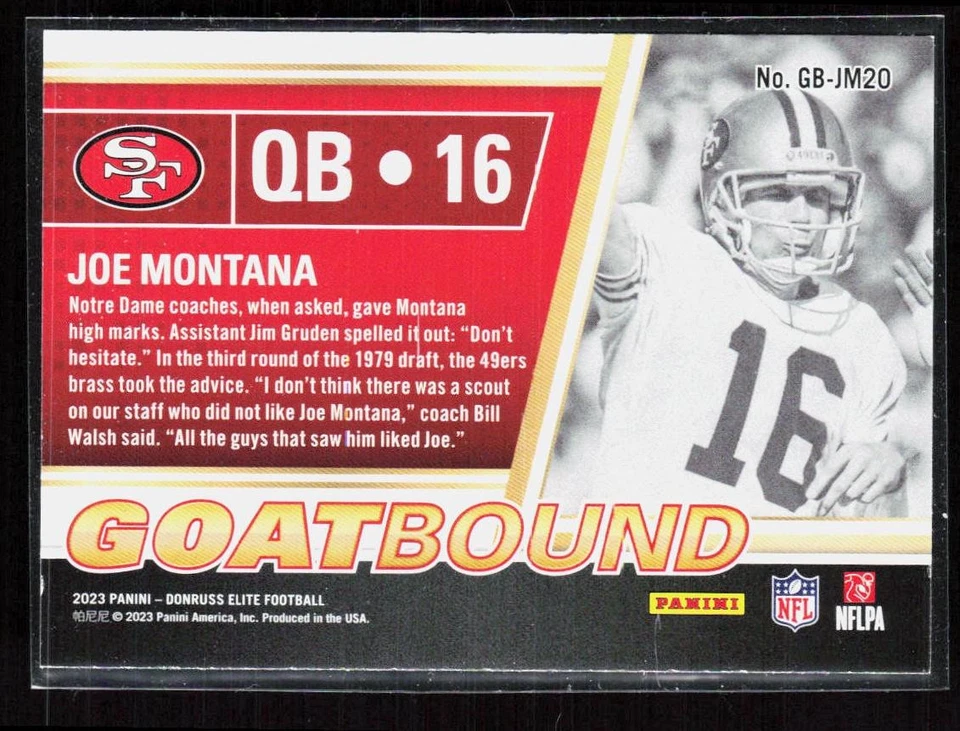 No. GB-JM20
SF
QB • 16
49ERS
JOE MONTANA
Notre Dame coaches, when asked, gave Montana
high marks. Assistant Jim Gruden spelled it out: “Don’t
hesitate.” In the third round of the 1979 draft, the 49ers
brass took the advice. “I don’t think there was a scout
on our staff who did not like Joe Montana,” coach Bill
Walsh said. “All the guys that saw him liked Joe.”
16
GOATBOUND
2023 PANINI – DONRUSS ELITE FOOTBALL
帕尼尼 © 2023 Panini America, Inc. Produced in the USA.
PANINI
NFL
NFLPA